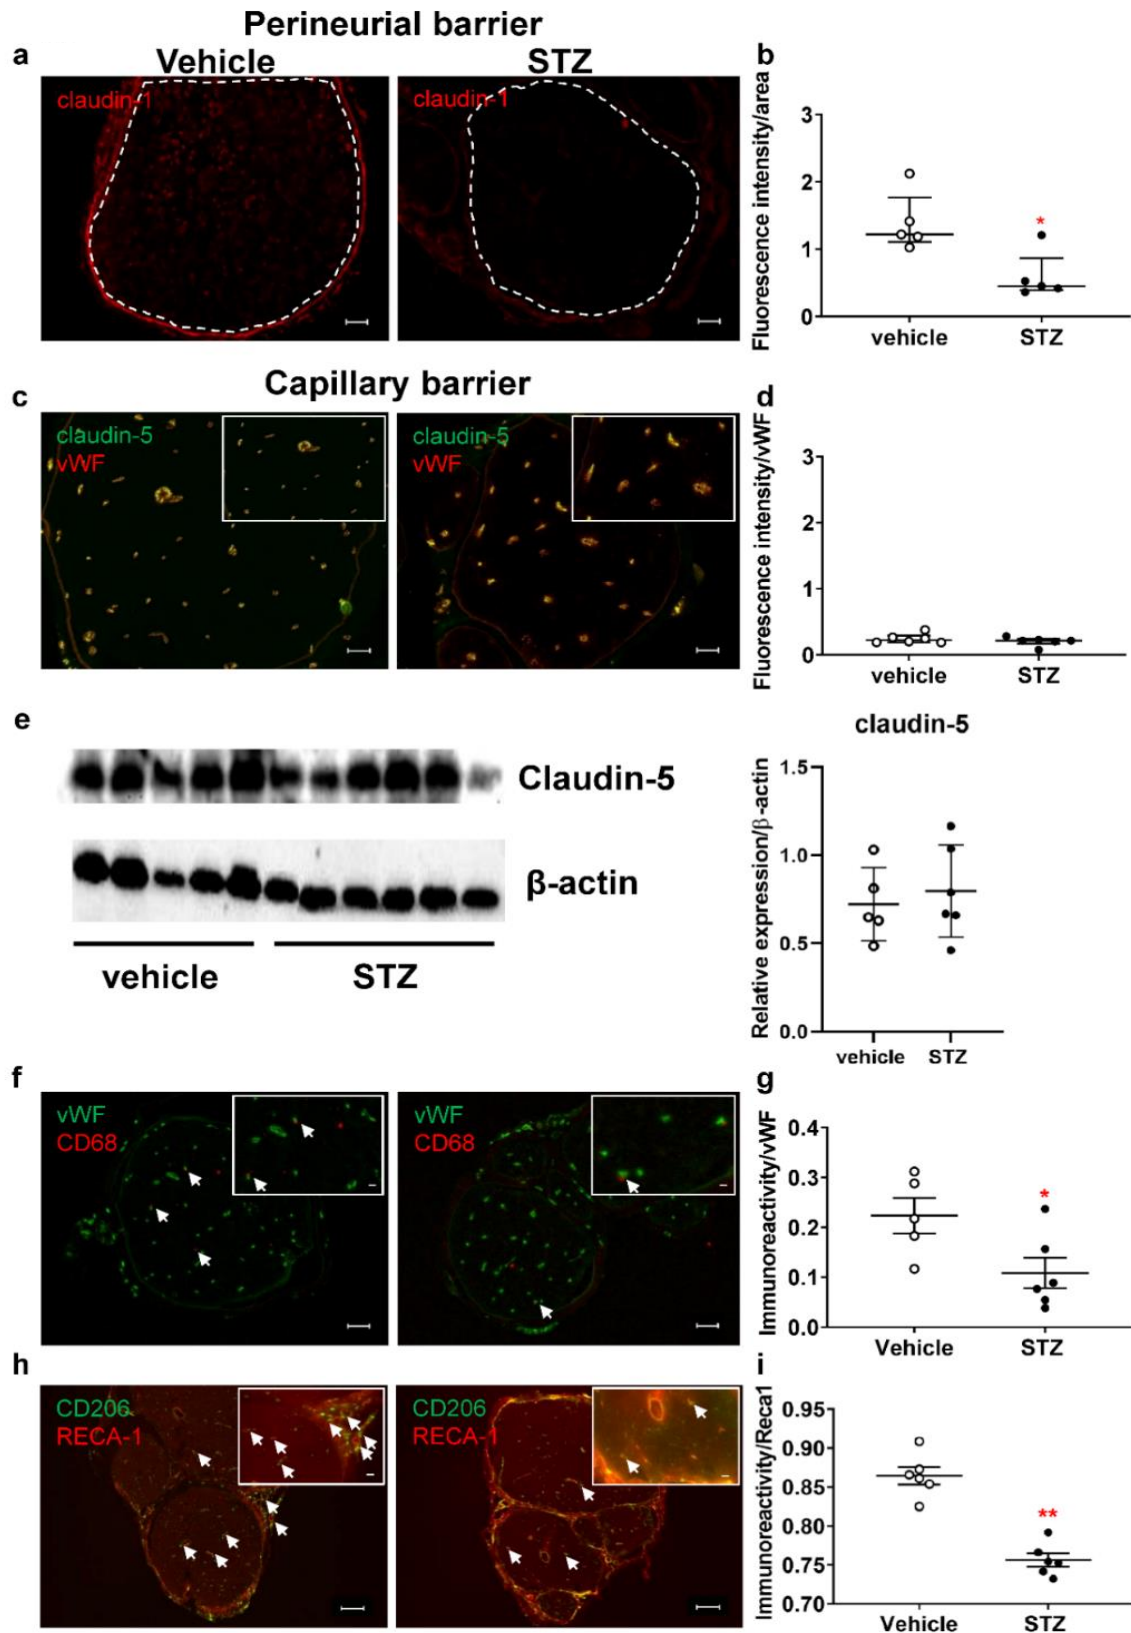 Perineurial barrier
a
Vehicle
STZ
b
claudin-1
claudin-1
Fluorescence intensity/area
3
2
1
0
*
vehicle
STZ
Capillary barrier
c
d
claudin-5
vWF
claudin-5
vWF
Fluorescence intensity/vWF
3
2
1
0
vehicle
STZ
e
Claudin-5
β-actin
vehicle
STZ
claudin-5
Relative expression/β-actin
1.5
1.0
0.5
0.0
vehicle
STZ
f
g
vWF
CD68
vWF
CD68
Immunoreactivity/vWF
0.4
0.3
0.2
0.1
0.0
*
Vehicle
STZ
h
i
CD206
RECA-1
CD206
RECA-1
Immunoreactivity/Reca1
0.95
0.90
0.85
0.80
0.75
0.70
**
Vehicle
STZ